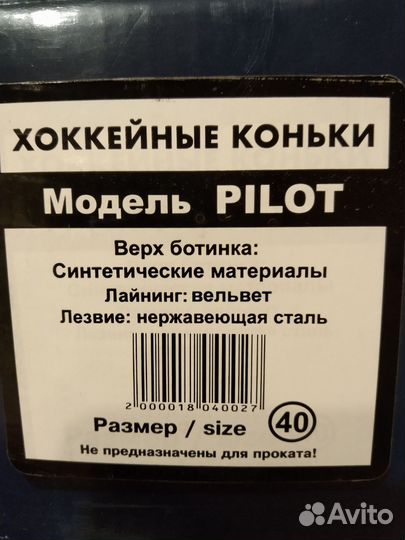 ХОККЕЙНЫЕ КОНЬКИ
Модель PILOT
Верх ботинка:
Синтетические материалы
Лайнинг: вельвет
Лезвие: нержавеющая сталь
2 000018 040027
Размер / size 40
Не предназначены для проката!
Avito